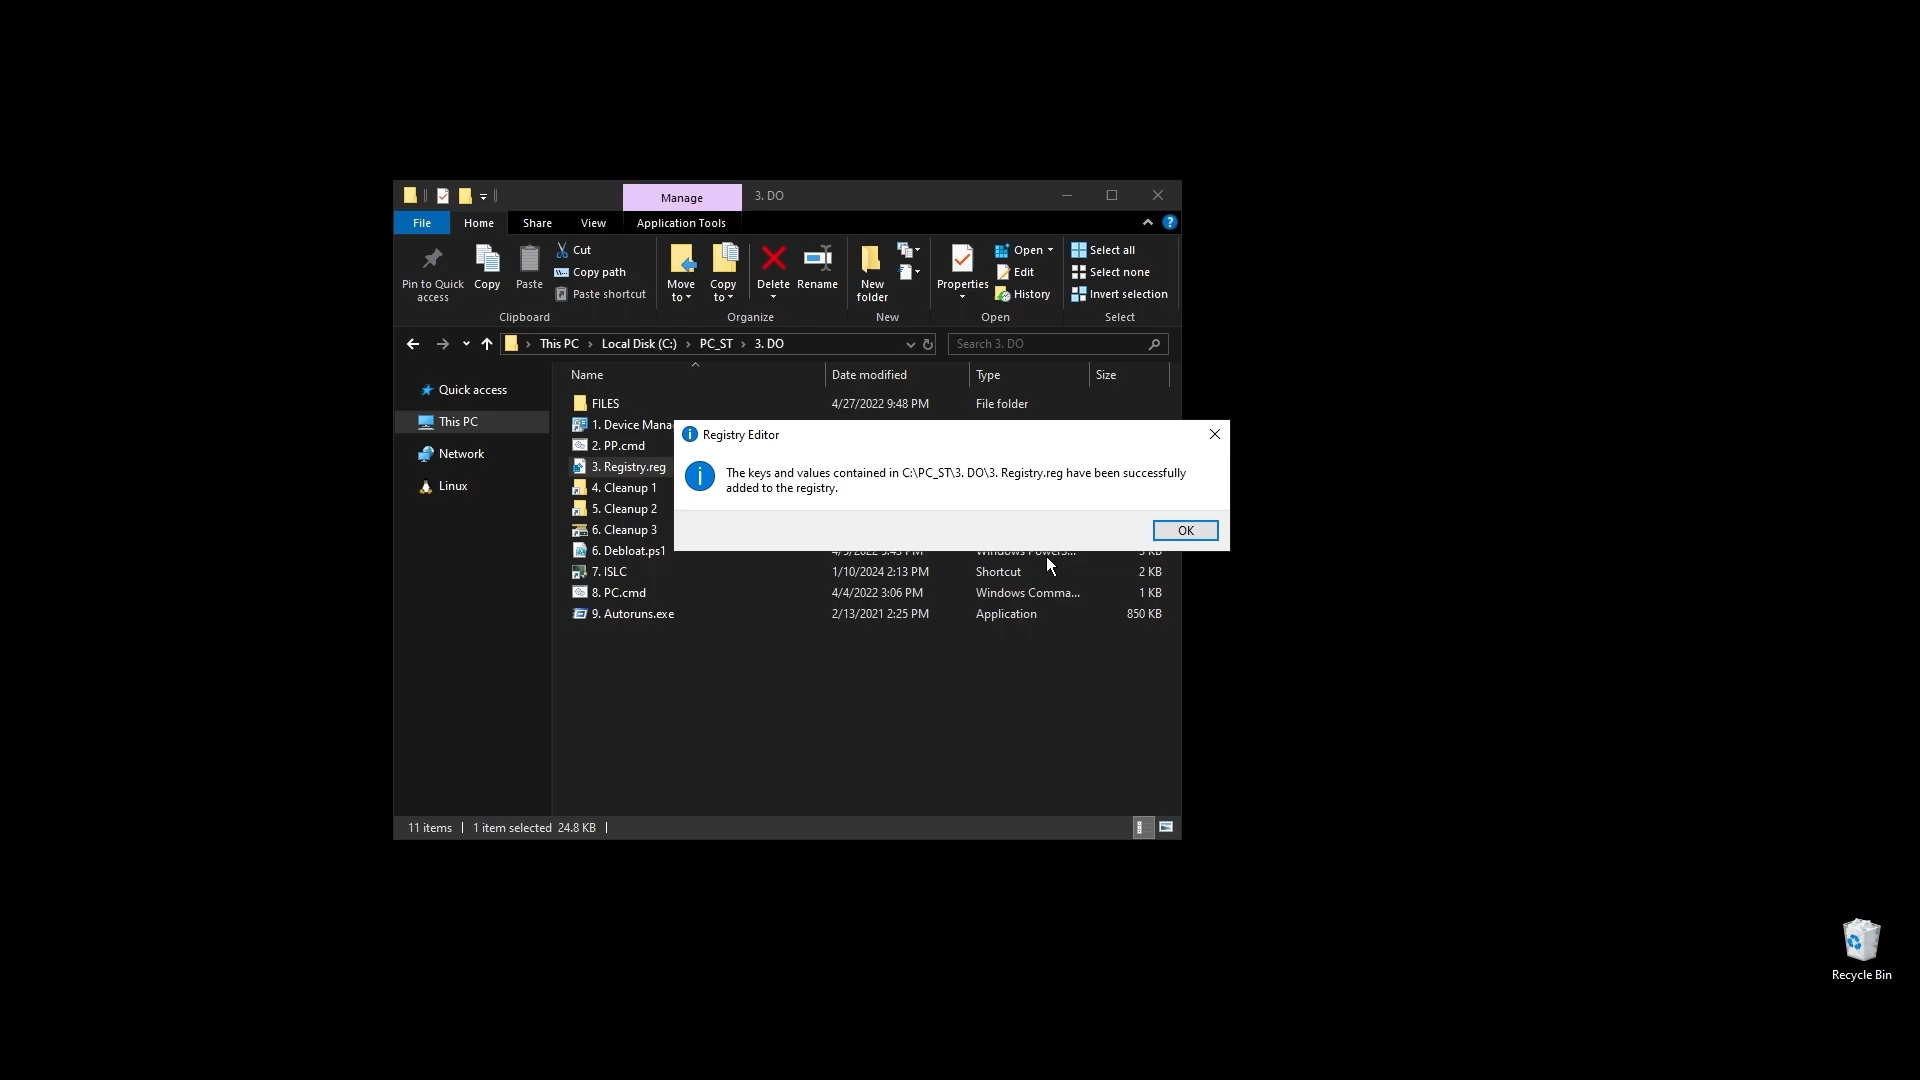 Manage
3. DO
File
Home
Share
View
Application Tools
Pin to Quick access
Copy
Paste
Cut
Copy path
Paste shortcut
Clipboard
Move to
Copy to
Delete
Rename
Organize
New folder
New
Properties
Open
Edit
History
Open
Select all
Select none
Invert selection
Select
This PC
Local Disk (C:)
PC_ST
3. DO
Search 3. DO
Quick access
This PC
Network
Linux
Name
Date modified
Type
Size
FILES
4/27/2022 9:48 PM
File folder
1. Device Mana
2. PP.cmd
3. Registry.reg
4. Cleanup 1
5. Cleanup 2
6. Cleanup 3
6. Debloat.ps1
7. ISLC
1/10/2024 2:13 PM
Shortcut
2 KB
8. PC.cmd
4/4/2022 3:06 PM
Windows Comma...
1 KB
9. Autoruns.exe
2/13/2021 2:25 PM
Application
850 KB
Registry Editor
The keys and values contained in C:\PC_ST\3. DO\3. Registry.reg have been successfully
added to the registry.
OK
11 items
1 item selected 24.8 KB
Recycle Bin